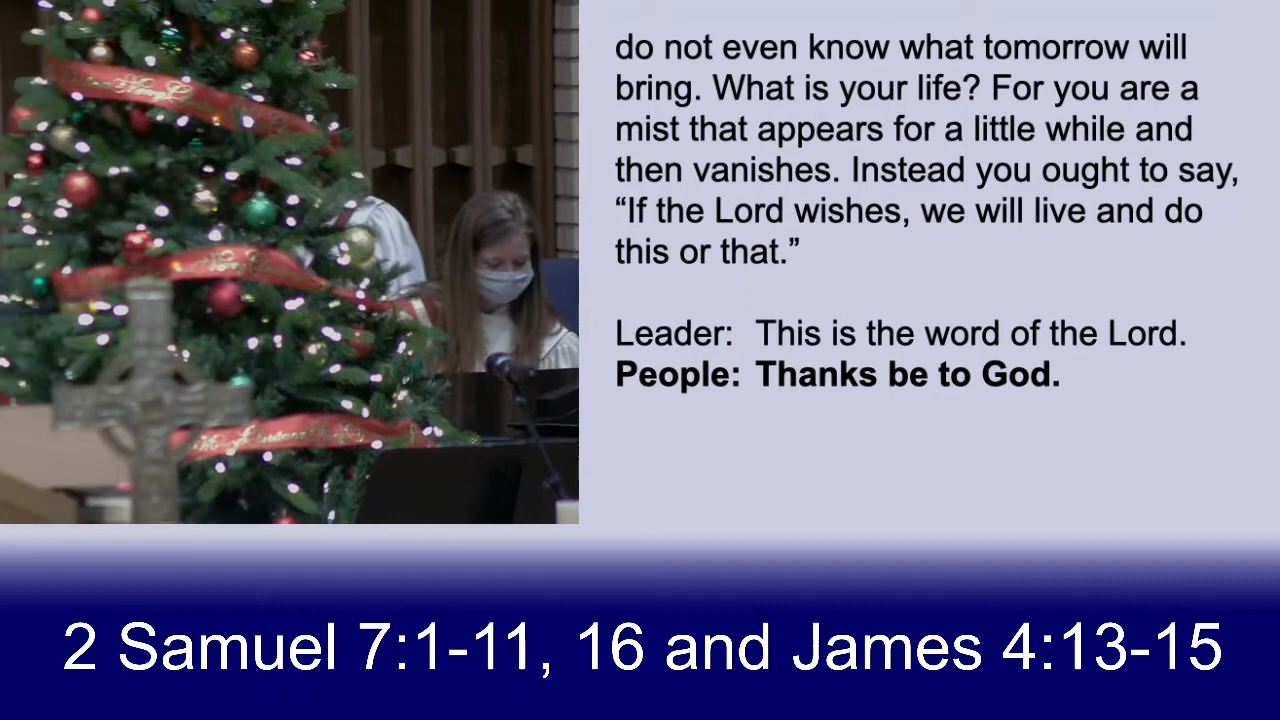 do not even know what tomorrow will
bring. What is your life? For you are a
mist that appears for a little while and
then vanishes. Instead you ought to say,
“If the Lord wishes, we will live and do
this or that.”
Leader: This is the word of the Lord.
People: Thanks be to God.
2 Samuel 7:1-11, 16 and James 4:13-15